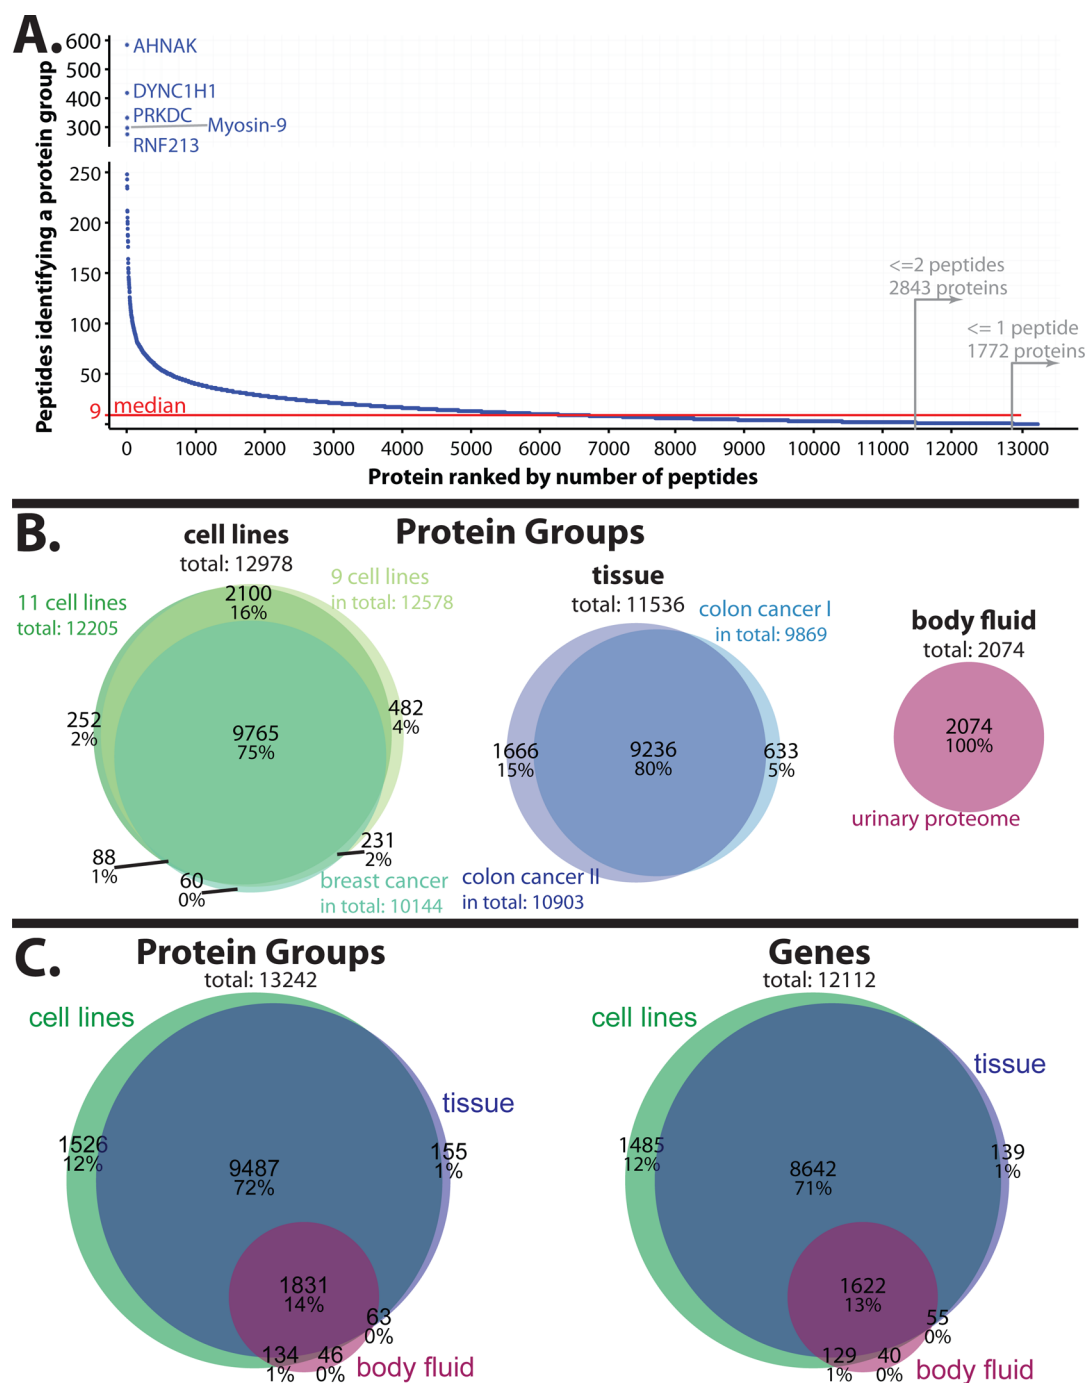 A.
Peptides identifying a protein group
600
500
400
300
250
200
150
100
50
9
AHNAK
DYNC1H1
PRKDC
Myosin-9
RNF213
median
<=2 peptides
2843 proteins
<= 1 peptide
1772 proteins
0 1000 2000 3000 4000 5000 6000 7000 8000 9000 10000 11000 12000 13000
Protein ranked by number of peptides
B.
Protein Groups
cell lines
total: 12978
11 cell lines
total: 12205
9 cell lines
in total: 12578
2100
16%
252
2%
9765
75%
482
4%
88
1%
60
0%
231
2%
breast cancer
in total: 10144
tissue
total: 11536
colon cancer I
in total: 9869
1666
15%
9236
80%
633
5%
colon cancer II
in total: 10903
body fluid
total: 2074
2074
100%
urinary proteome
C.
Protein Groups
total: 13242
cell lines
tissue
1526
12%
9487
72%
155
1%
1831
14%
63
0%
134
1%
46
0%
body fluid
Genes
total: 12112
cell lines
tissue
1485
12%
8642
71%
139
1%
1622
13%
55
0%
129
1%
40
0%
body fluid